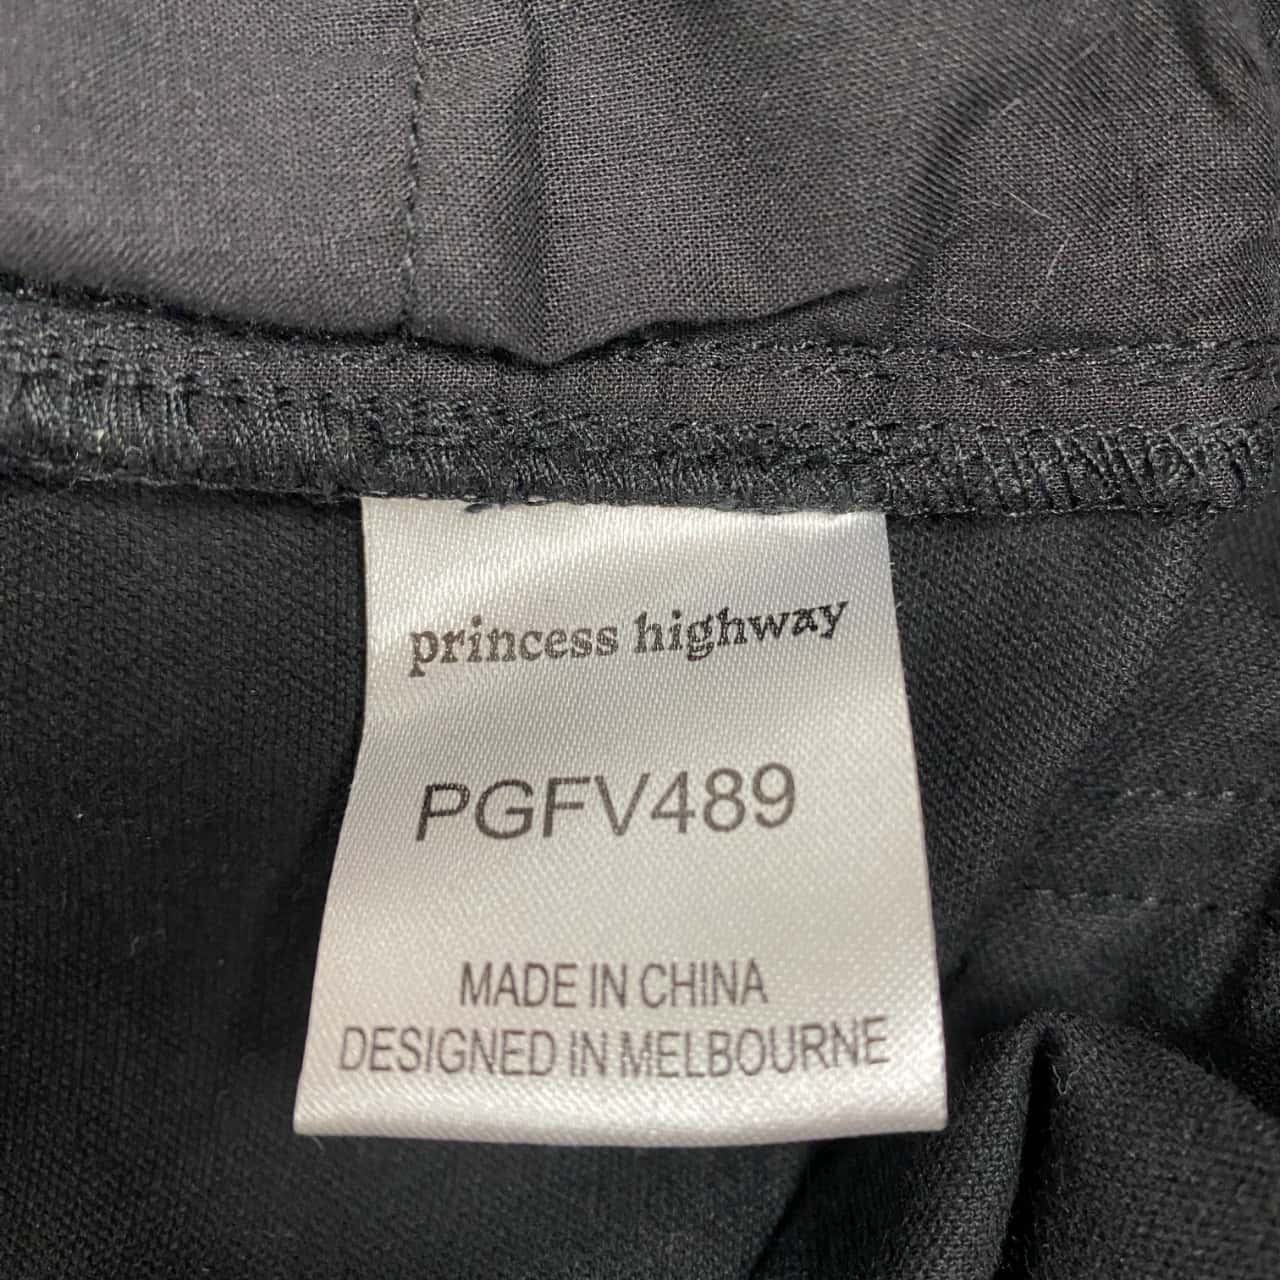 princess highway
PGFV489
MADE IN CHINA
DESIGNED IN MELBOURNE